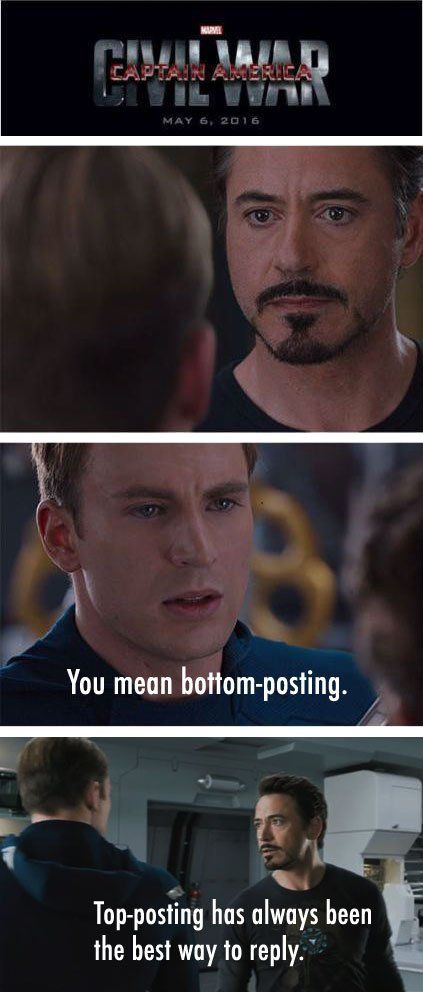 MARVEL
CIVIL WAR
CAPTAIN AMERICA
MAY 6, 2016
You mean bottom-posting.
Top-posting has always been
the best way to reply.